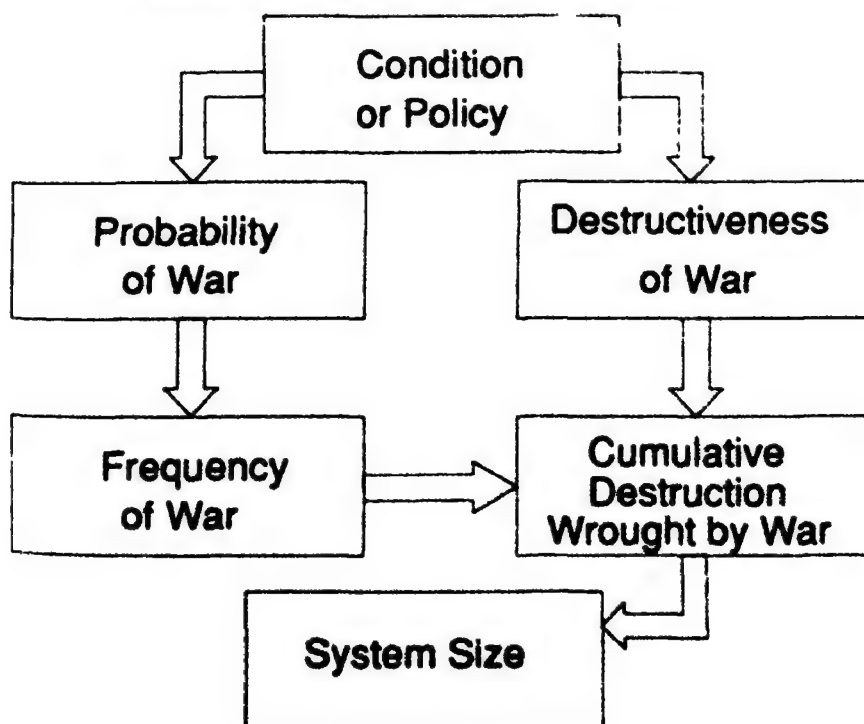 Condition
or Policy
Probability
of War
Destructiveness
of War
Frequency
of War
Cumulative
Destruction
Wrought by War
System Size